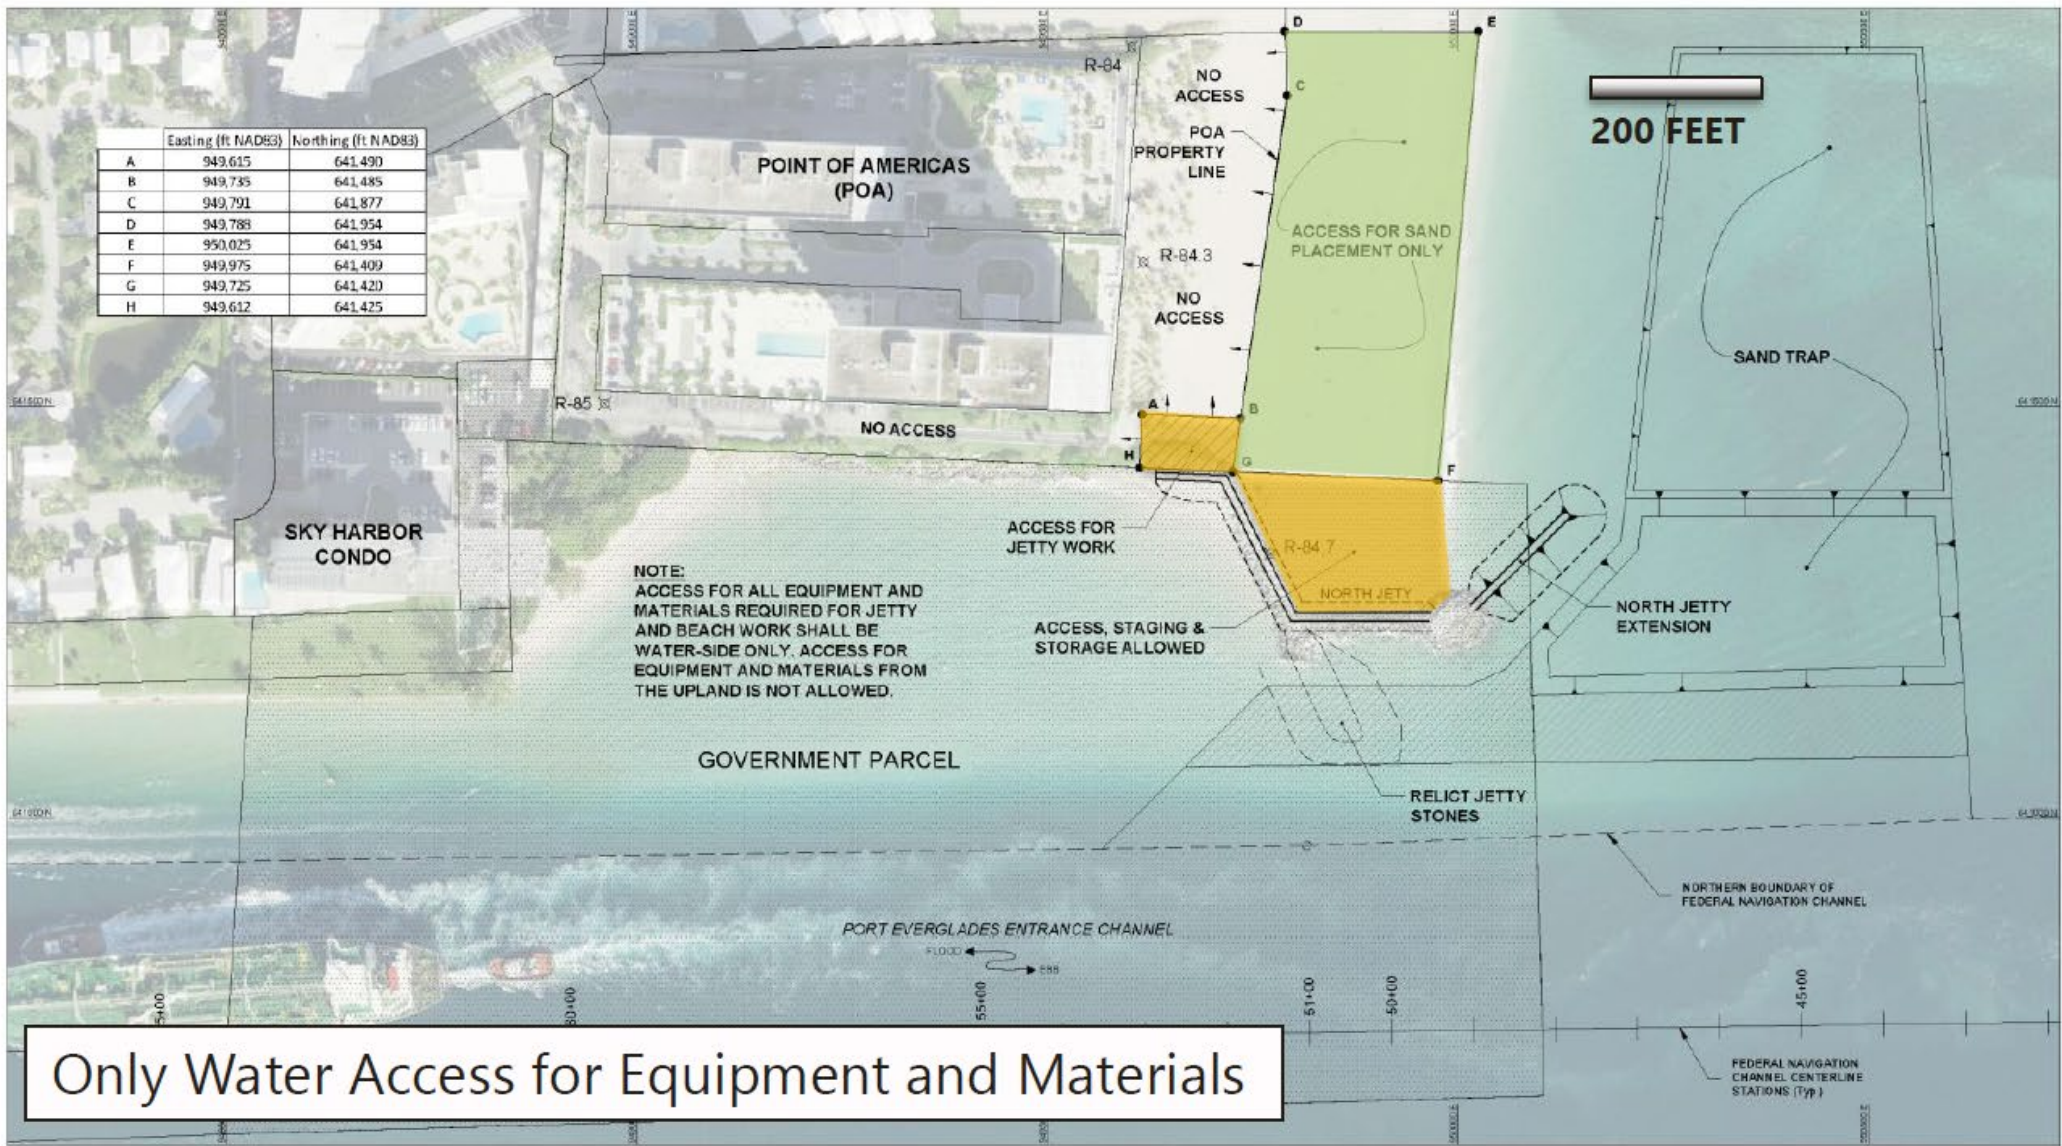 D
E
R-84
NO
ACCESS
C
200 FEET
Easting (ft NAD83) Northing (ft NAD83)
A 949,615 641,490
B 949,735 641,485
C 949,791 641,877
D 949,788 641,954
E 950,025 641,954
F 949,975 641,409
G 949,725 641,420
H 949,612 641,425
POINT OF AMERICAS
(POA)
POA
PROPERTY
LINE
ACCESS FOR SAND
PLACEMENT ONLY
R-84.3
NO
ACCESS
SAND TRAP
R-85
A
B
641500 N
NO ACCESS
H
G
F
SKY HARBOR
CONDO
ACCESS FOR
JETTY WORK
R-84.7
NORTH JETY
NOTE:
ACCESS FOR ALL EQUIPMENT AND
MATERIALS REQUIRED FOR JETTY
AND BEACH WORK SHALL BE
WATER-SIDE ONLY. ACCESS FOR
EQUIPMENT AND MATERIALS FROM
THE UPLAND IS NOT ALLOWED.
ACCESS, STAGING &
STORAGE ALLOWED
NORTH JETTY
EXTENSION
GOVERNMENT PARCEL
RELICT JETTY
STONES
641000 N
NORTHERN BOUNDARY OF
FEDERAL NAVIGATION CHANNEL
PORT EVERGLADES ENTRANCE CHANNEL
FLOOD
EBB
55+00
51+00
50+00
45+00
FEDERAL NAVIGATION
CHANNEL CENTERLINE
STATIONS (Typ.)
Only Water Access for Equipment and Materials